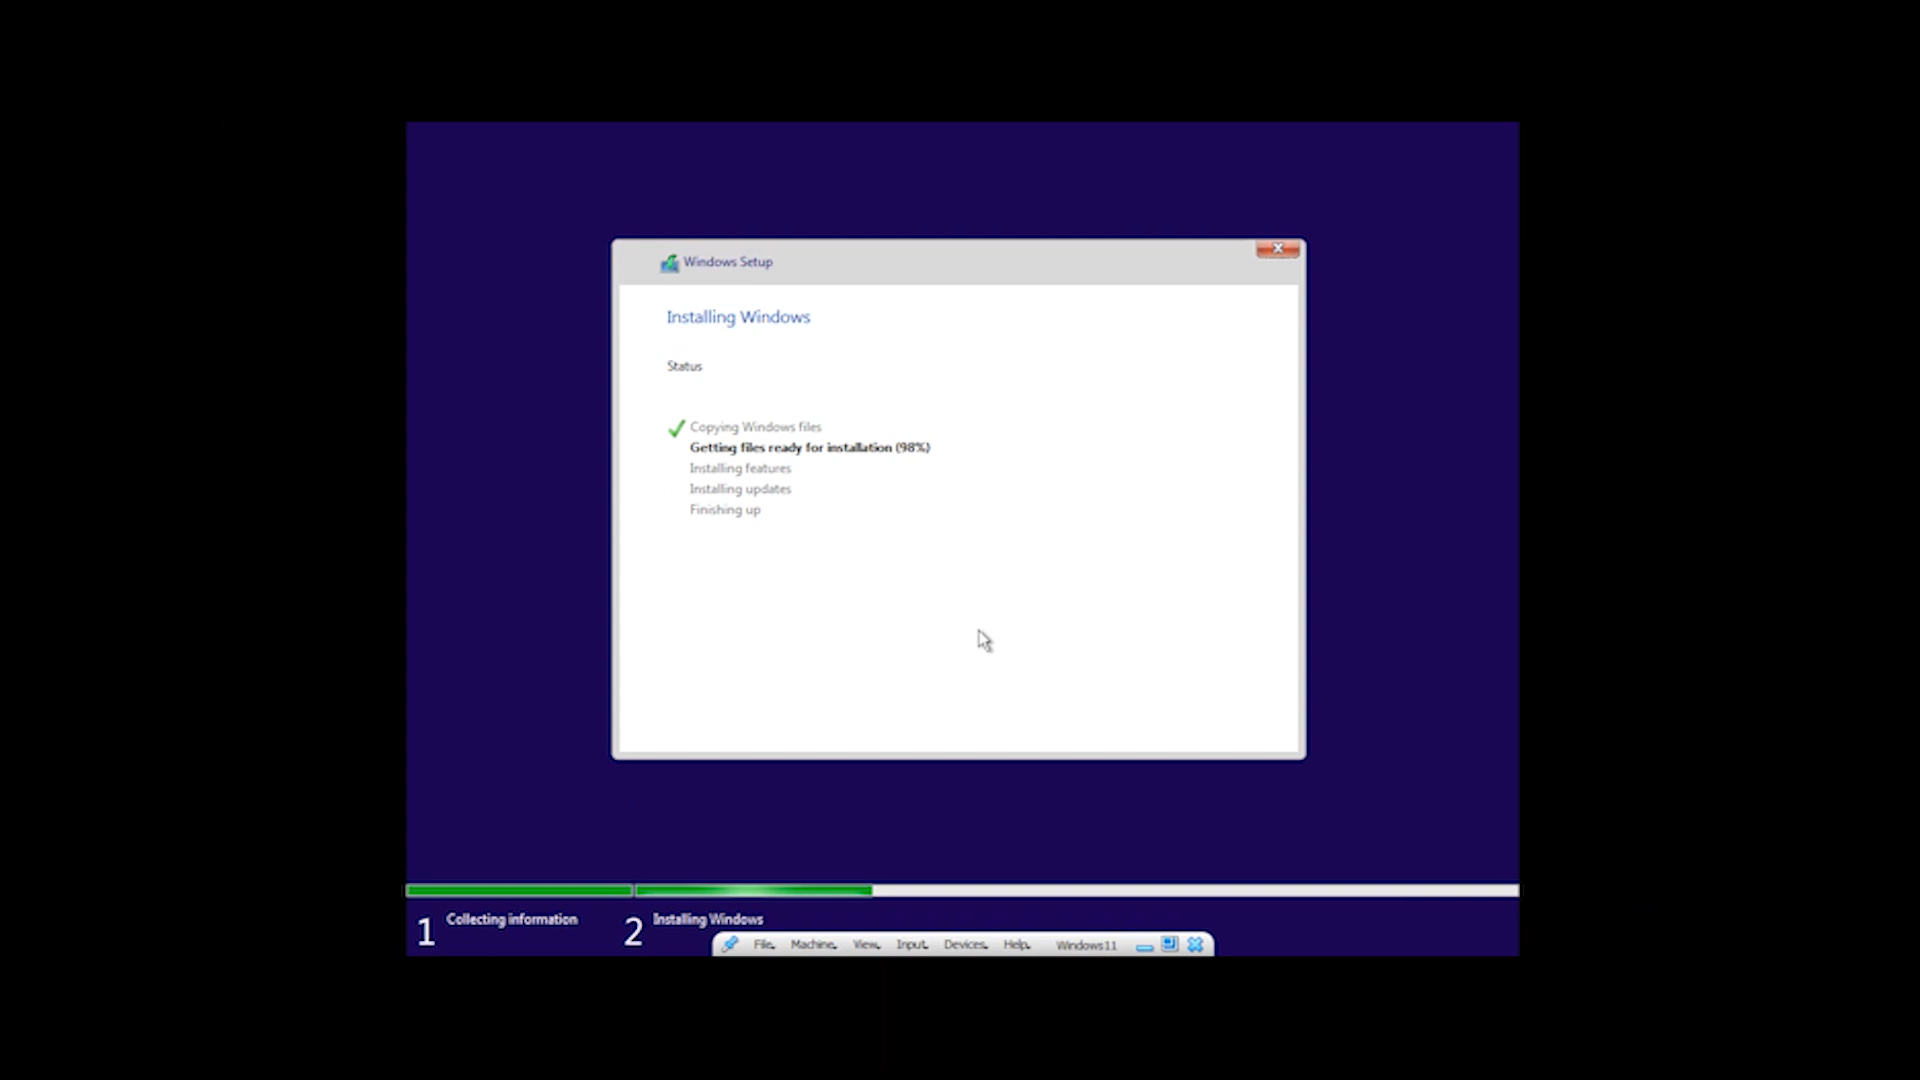 Windows Setup
Installing Windows
Status
Copying Windows files
Getting files ready for installation (98%)
Installing features
Installing updates
Finishing up
1 Collecting information 2 Installing Windows
File Machine View Input Devices Help Windows11